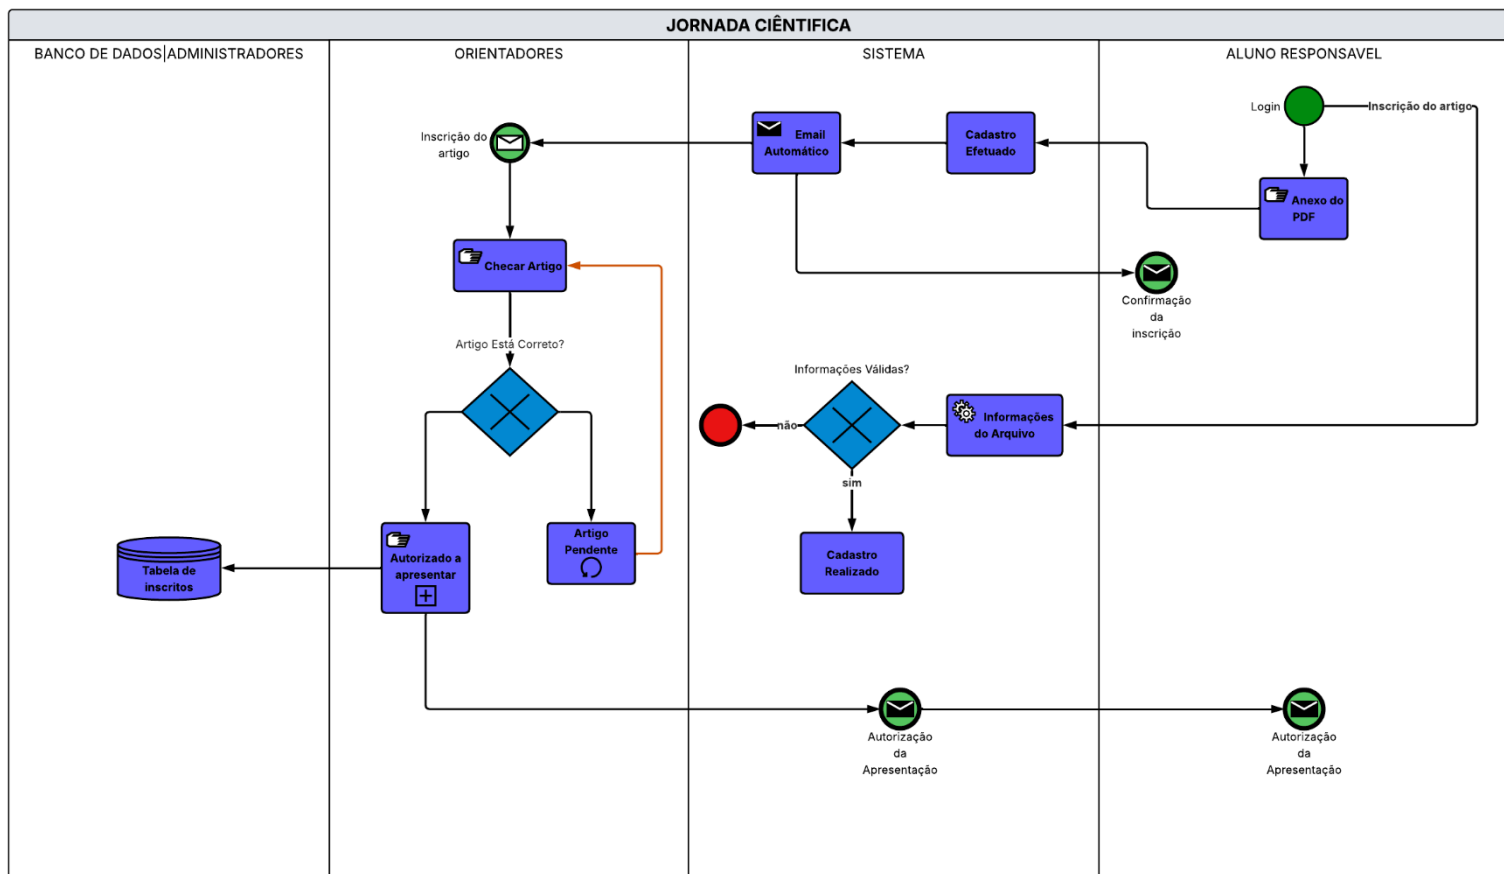 JORNADA CIÊNTIFICA
BANCO DE DADOS|ADMINISTRADORES
ORIENTADORES
SISTEMA
ALUNO RESPONSAVEL
Login
Inscrição do artigo
Inscrição do
artigo
Email
Automático
Cadastro
Efetuado
Anexo do
PDF
Checar Artigo
Confirmação
da
inscrição
Artigo Está Correto?
Informações Válidas?
não
Informações
do Arquivo
sim
Tabela de
inscritos
Autorizado a
apresentar
Artigo
Pendente
Cadastro
Realizado
Autorização
da
Apresentação
Autorização
da
Apresentação